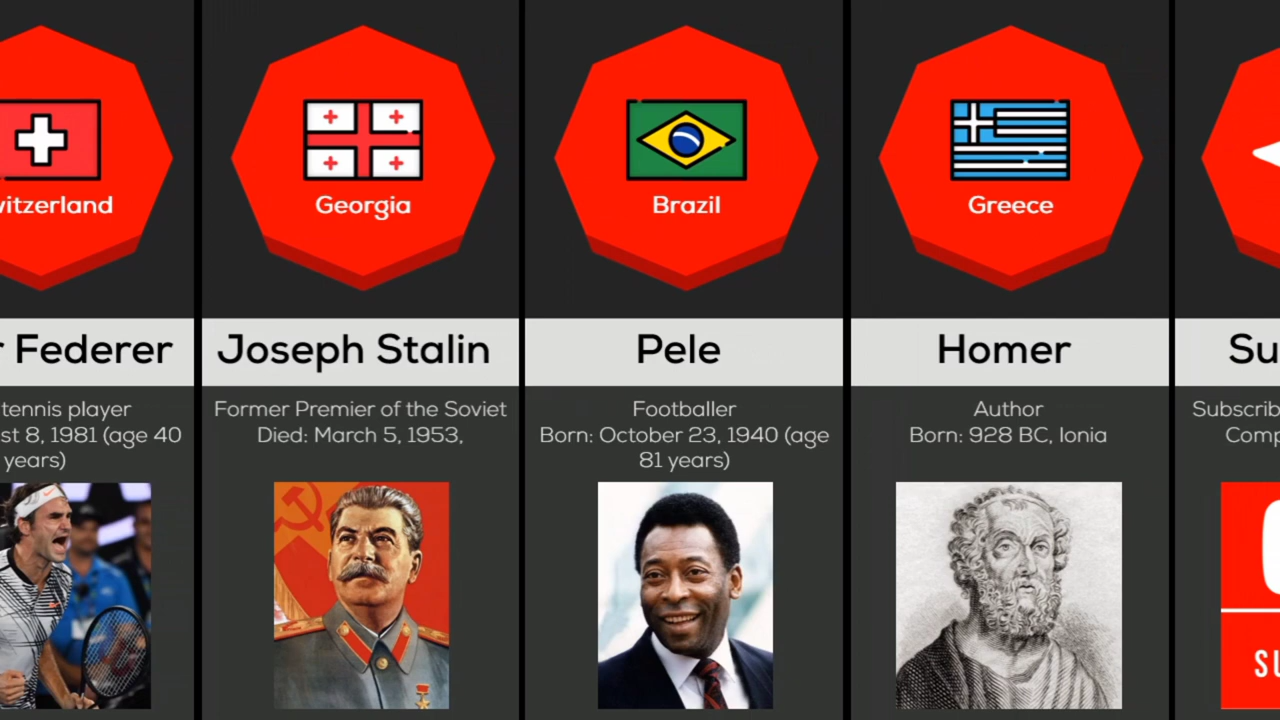 witzerland
r Federer
tennis player
st 8, 1981 (age 40
years)
Georgia
Joseph Stalin
Former Premier of the Soviet
Died: March 5, 1953,
Brazil
Pele
Footballer
Born: October 23, 1940 (age
81 years)
Greece
Homer
Author
Born: 928 BC, Ionia
Su
Subscrib
Comp
SU